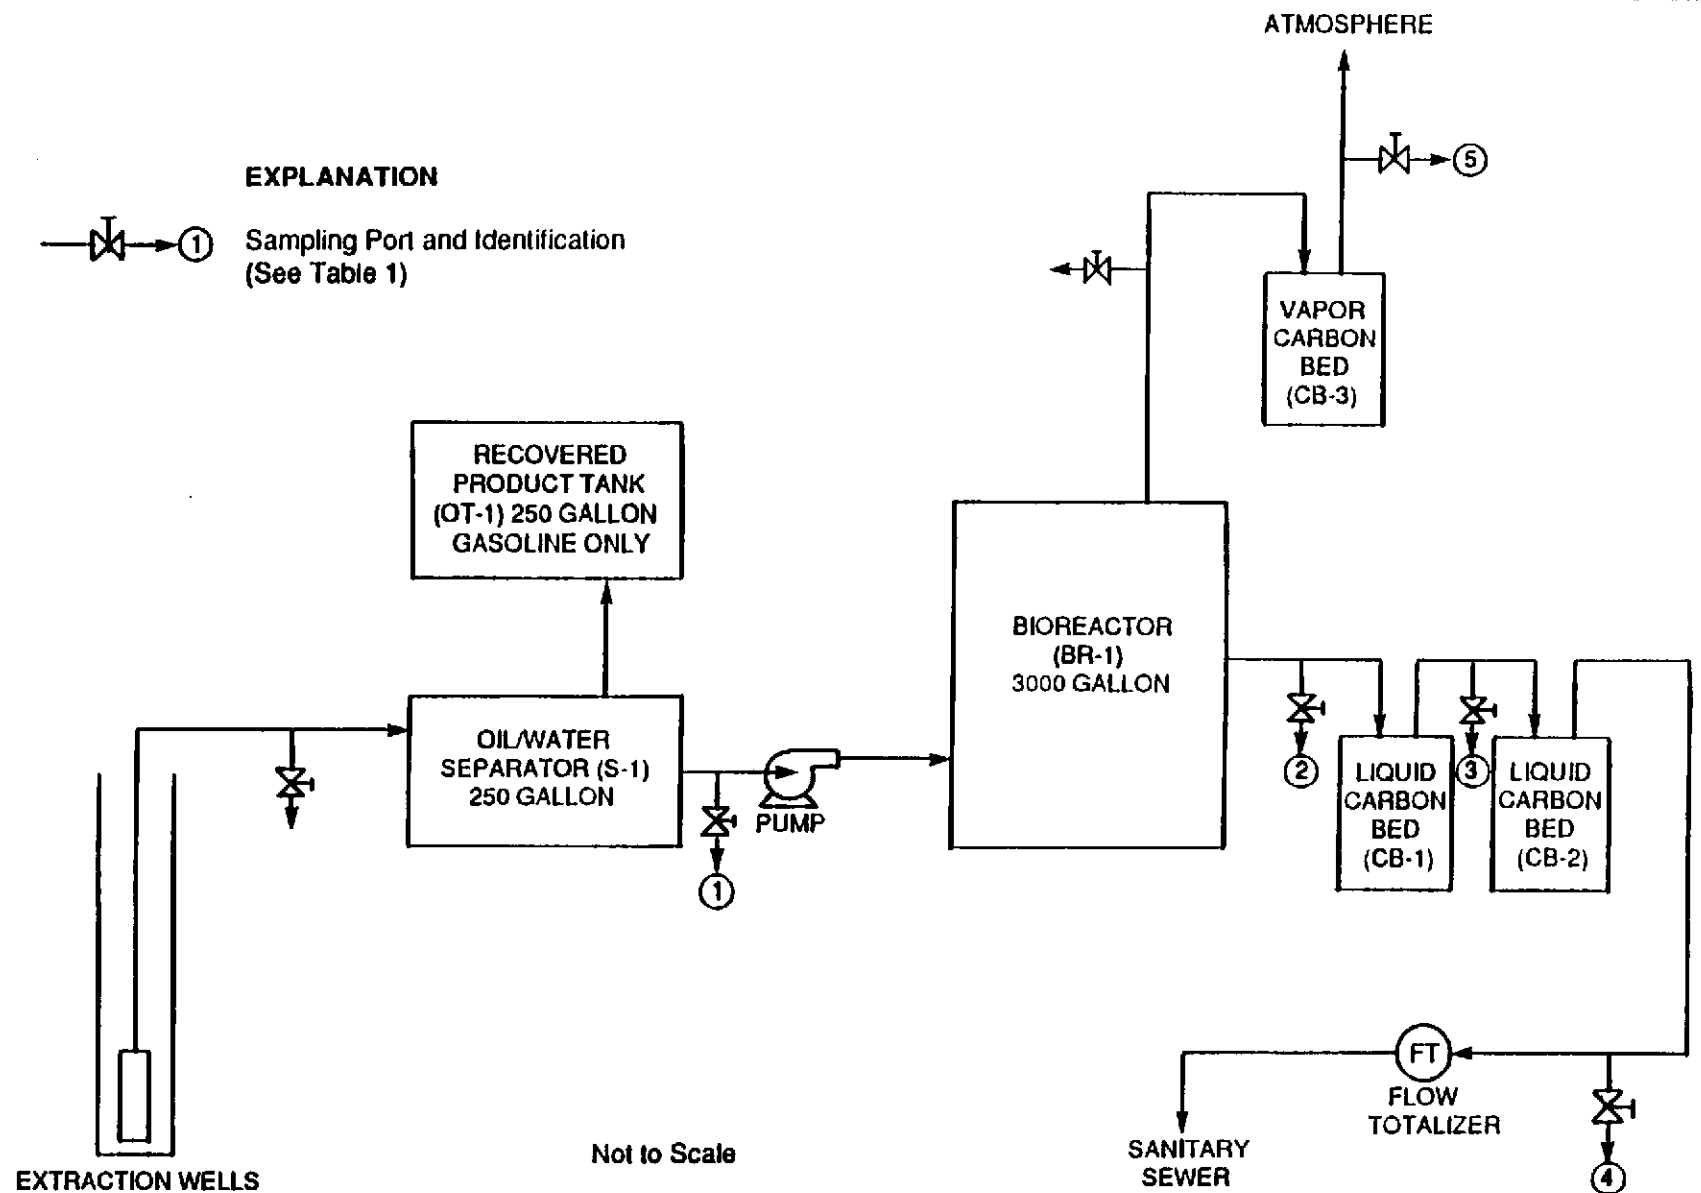 ATMOSPHERE
5
EXPLANATION
1
Sampling Port and Identification
(See Table 1)
VAPOR
CARBON
BED
(CB-3)
RECOVERED
PRODUCT TANK
(OT-1) 250 GALLON
GASOLINE ONLY
BIOREACTOR
(BR-1)
3000 GALLON
OIL/WATER
SEPARATOR (S-1)
250 GALLON
1
PUMP
2
LIQUID
CARBON
BED
(CB-1)
3
LIQUID
CARBON
BED
(CB-2)
FT
FLOW
TOTALIZER
4
SANITARY
SEWER
Not to Scale
EXTRACTION WELLS